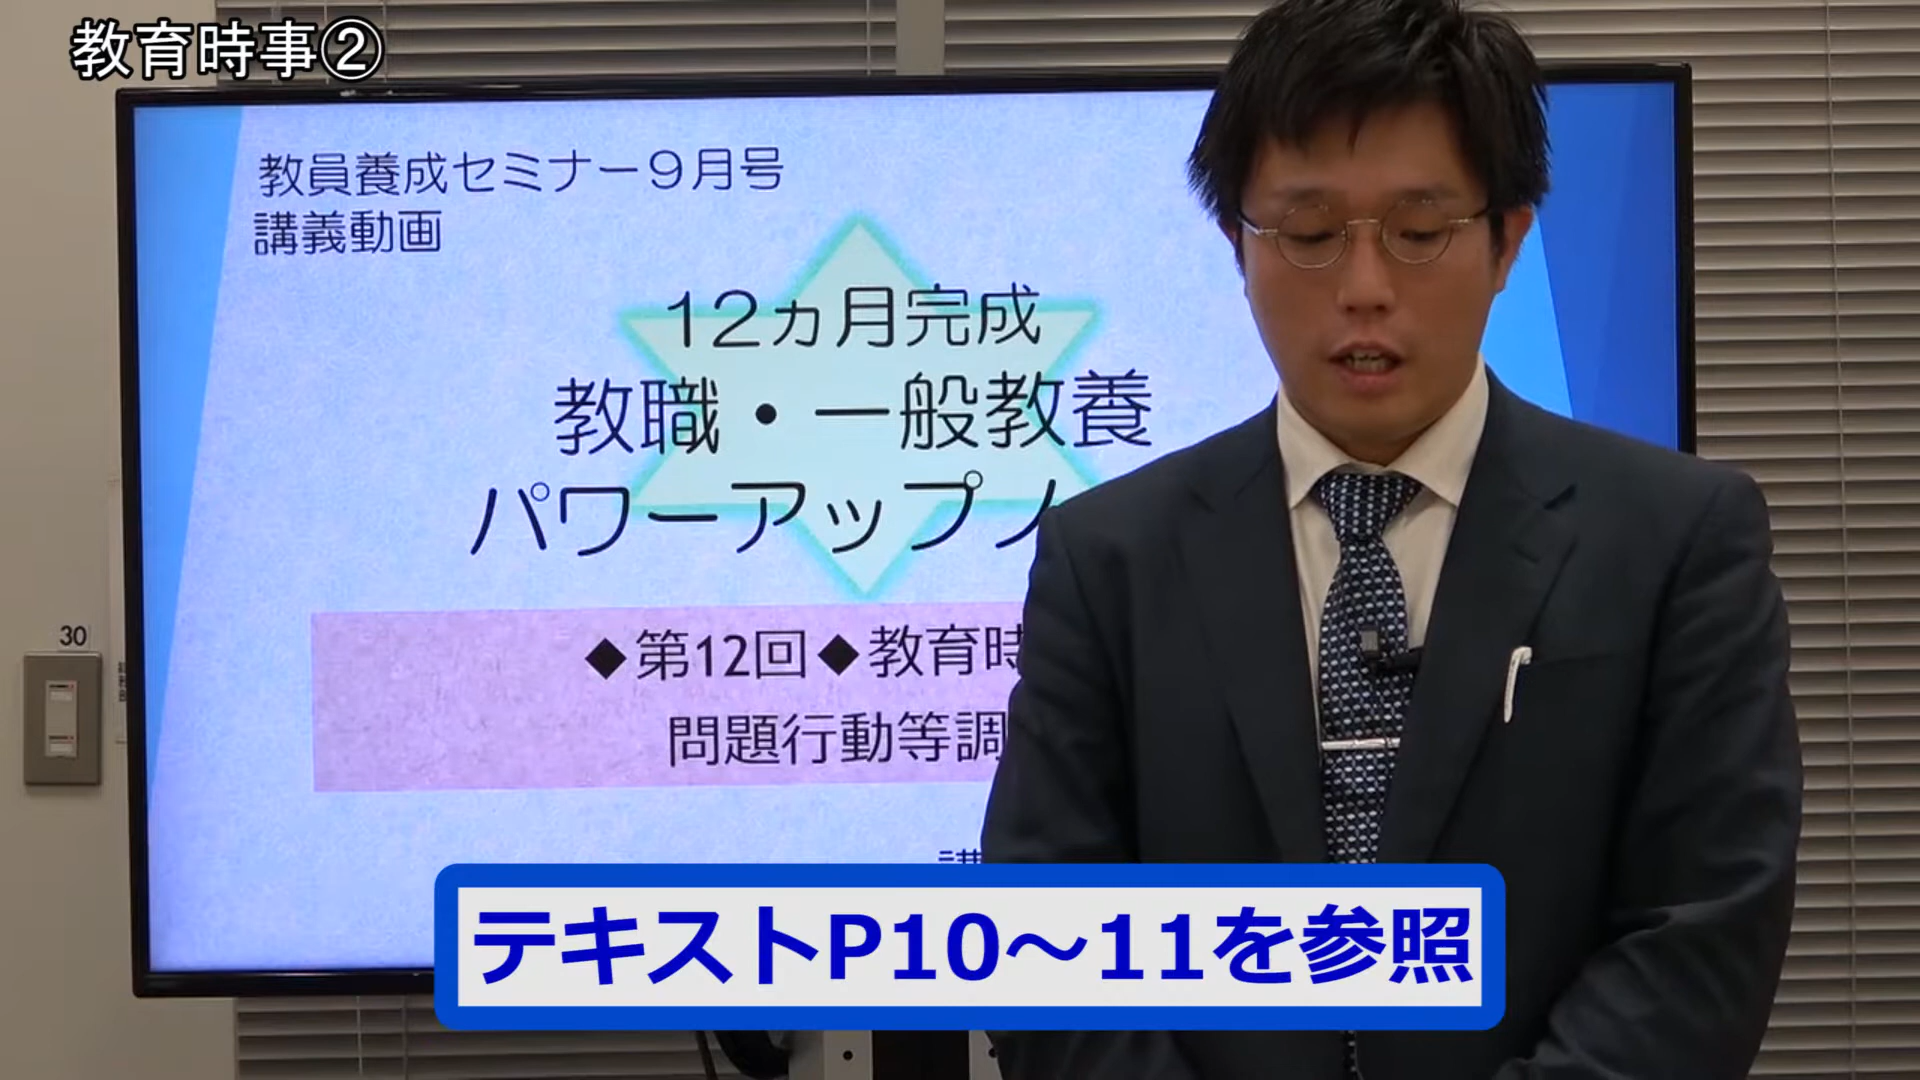 教育時事②
教員養成セミナー９月号
講義動画
１２ヵ月完成
教職・一般教養
パワーアップノ
◆第12回◆教育時
問題行動等調
講
30
テキストP10～11を参照